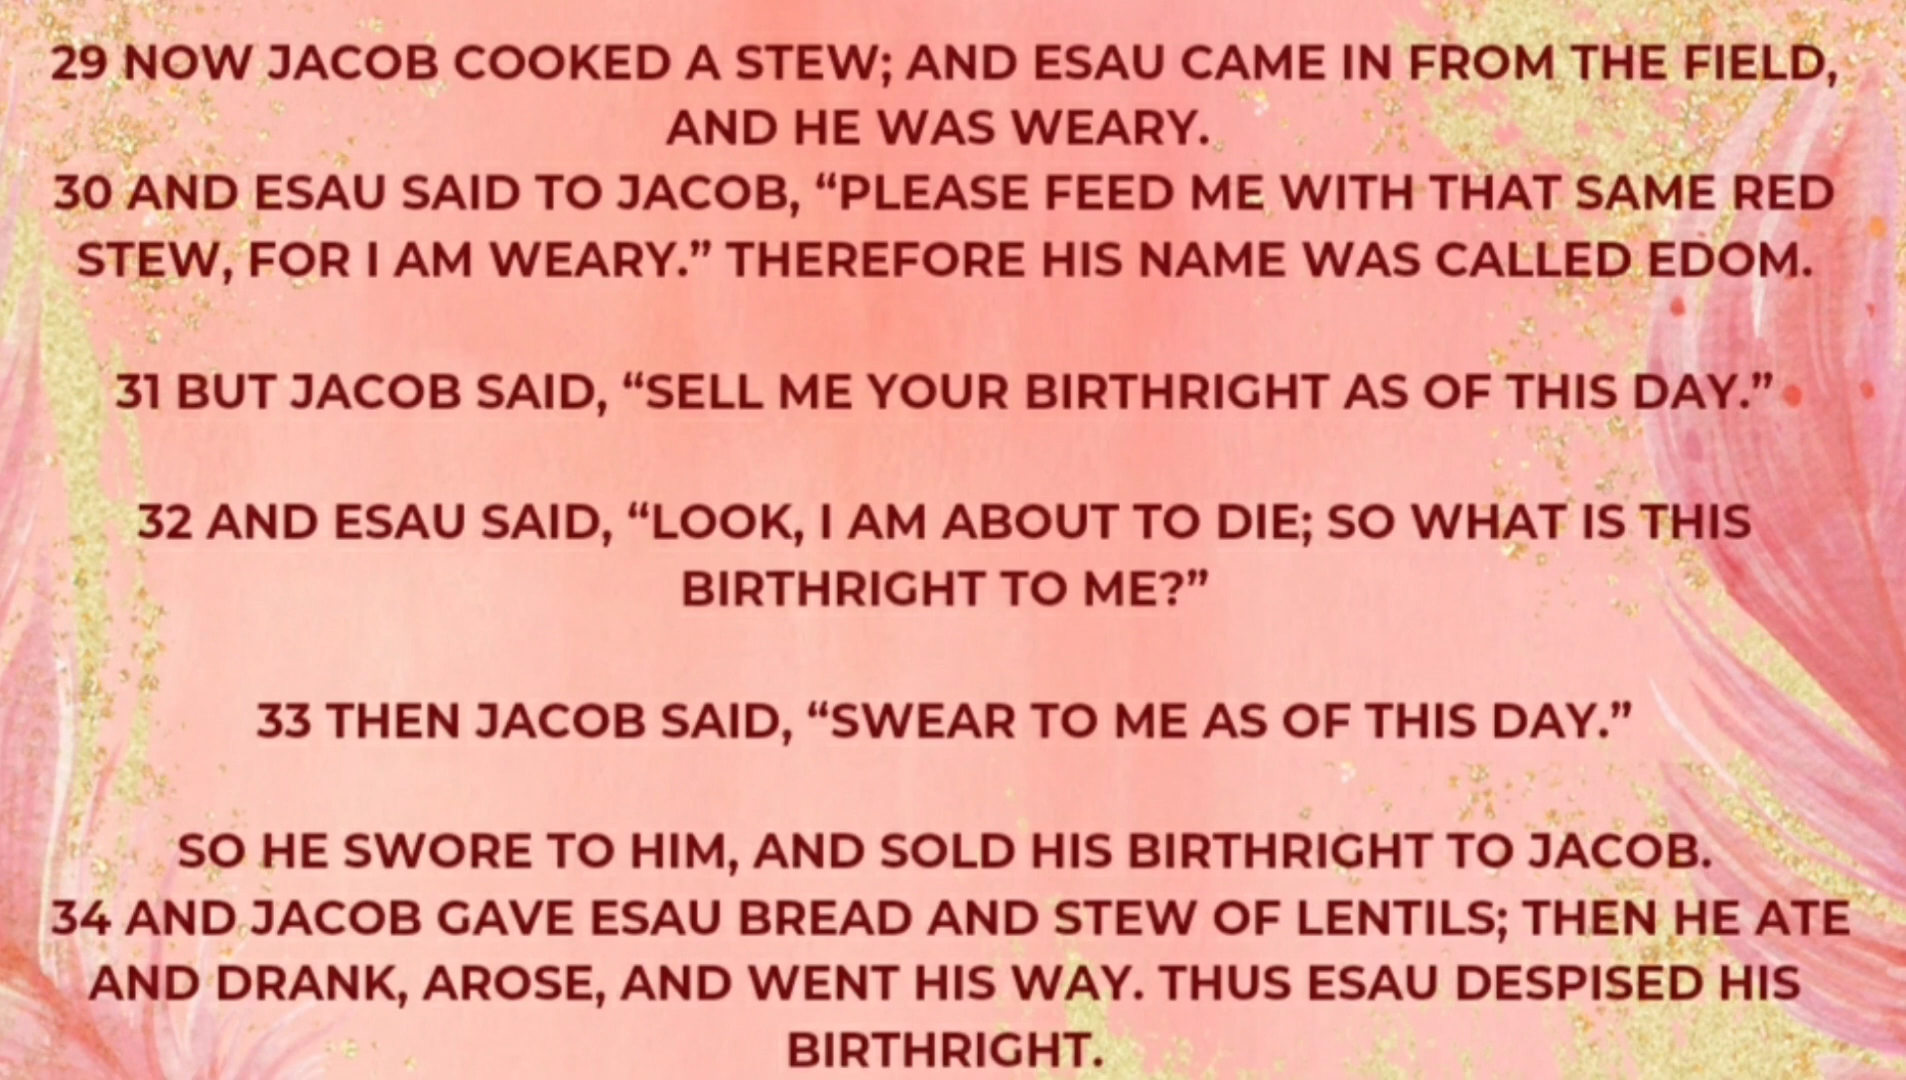 29 NOW JACOB COOKED A STEW; AND ESAU CAME IN FROM THE FIELD,
AND HE WAS WEARY.
30 AND ESAU SAID TO JACOB, “PLEASE FEED ME WITH THAT SAME RED
STEW, FOR I AM WEARY.” THEREFORE HIS NAME WAS CALLED EDOM.
31 BUT JACOB SAID, “SELL ME YOUR BIRTHRIGHT AS OF THIS DAY.”
32 AND ESAU SAID, “LOOK, I AM ABOUT TO DIE; SO WHAT IS THIS
BIRTHRIGHT TO ME?”
33 THEN JACOB SAID, “SWEAR TO ME AS OF THIS DAY.”
SO HE SWORE TO HIM, AND SOLD HIS BIRTHRIGHT TO JACOB.
34 AND JACOB GAVE ESAU BREAD AND STEW OF LENTILS; THEN HE ATE
AND DRANK, AROSE, AND WENT HIS WAY. THUS ESAU DESPISED HIS
BIRTHRIGHT.